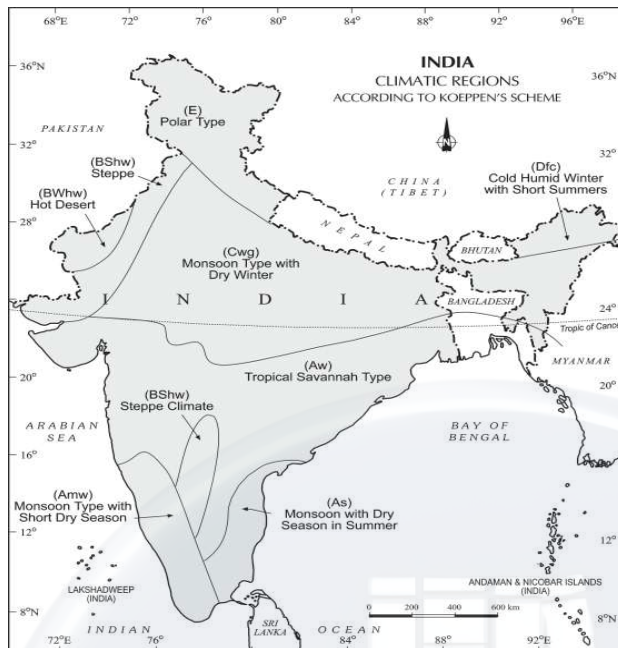 68°E
72°
76°
80°
84°
88°
92°
96°E
INDIA
CLIMATIC REGIONS
ACCORDING TO KOEPPEN'S SCHEME
N
36°N
36°N
(E)
Polar Type
PAKISTAN
(BShw)
Steppe
32°
32°
(BWhw)
Hot Desert
CHINA
(TIBET)
(Dfc)
Cold Humid Winter
with Short Summers
28°
28°
NEPAL
BHUTAN
(Cwg)
Monsoon Type with
Dry Winter
INDIA
BANGLADESH
24°
24°
Tropic of Cancer
MYANMAR
(Aw)
Tropical Savannah Type
20°
20°
(BShw)
Steppe Climate
ARABIAN
SEA
BAY OF
BENGAL
16°
16°
(Amw)
Monsoon Type with
Short Dry Season
(As)
Monsoon with Dry
Season in Summer
12°
12°
LAKSHADWEEP
(INDIA)
ANDAMAN & NICOBAR ISLANDS
(INDIA)
0 200 400 600 km
8°N
8°N
SRI
LANKA
INDIAN OCEAN
72°E
76°
88°
92°E